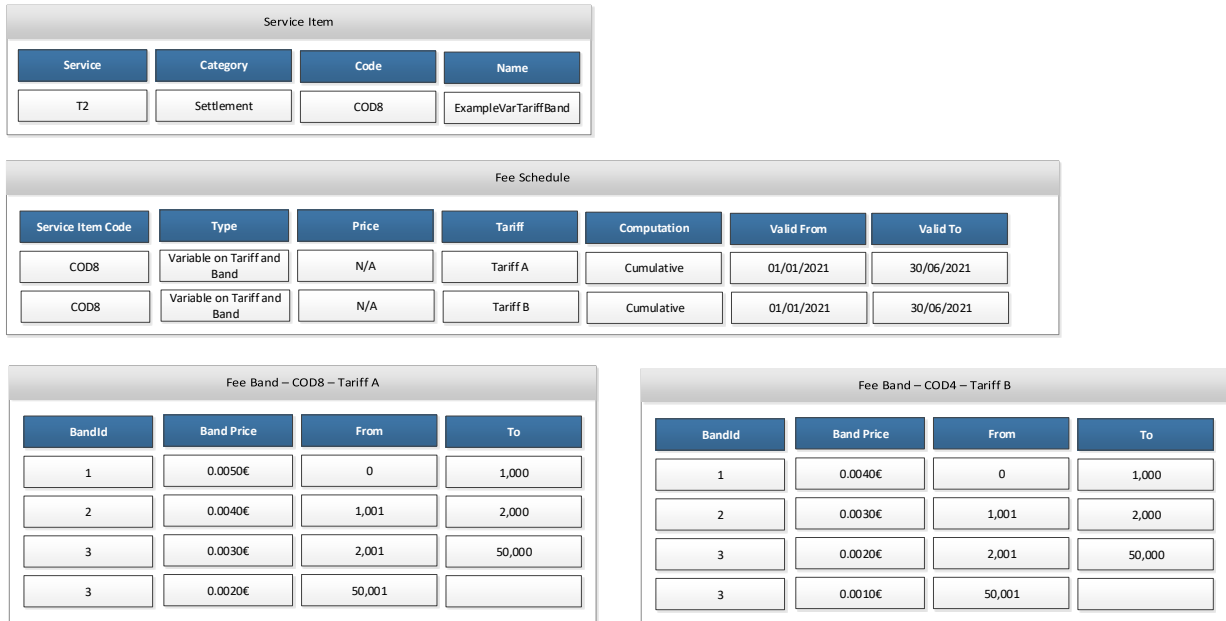 Service Item
Service Category Code Name
T2 Settlement COD8 ExampleVarTariffBand
Fee Schedule
Service Item Code Type Price Tariff Computation Valid From Valid To
COD8 Variable on Tariff and Band N/A Tariff A Cumulative 01/01/2021 30/06/2021
COD8 Variable on Tariff and Band N/A Tariff B Cumulative 01/01/2021 30/06/2021
Fee Band – COD8 – Tariff A
BandId Band Price From To
1 0.0050€ 0 1,000
2 0.0040€ 1,001 2,000
3 0.0030€ 2,001 50,000
3 0.0020€ 50,001
Fee Band – COD4 – Tariff B
BandId Band Price From To
1 0.0040€ 0 1,000
2 0.0030€ 1,001 2,000
3 0.0020€ 2,001 50,000
3 0.0010€ 50,001